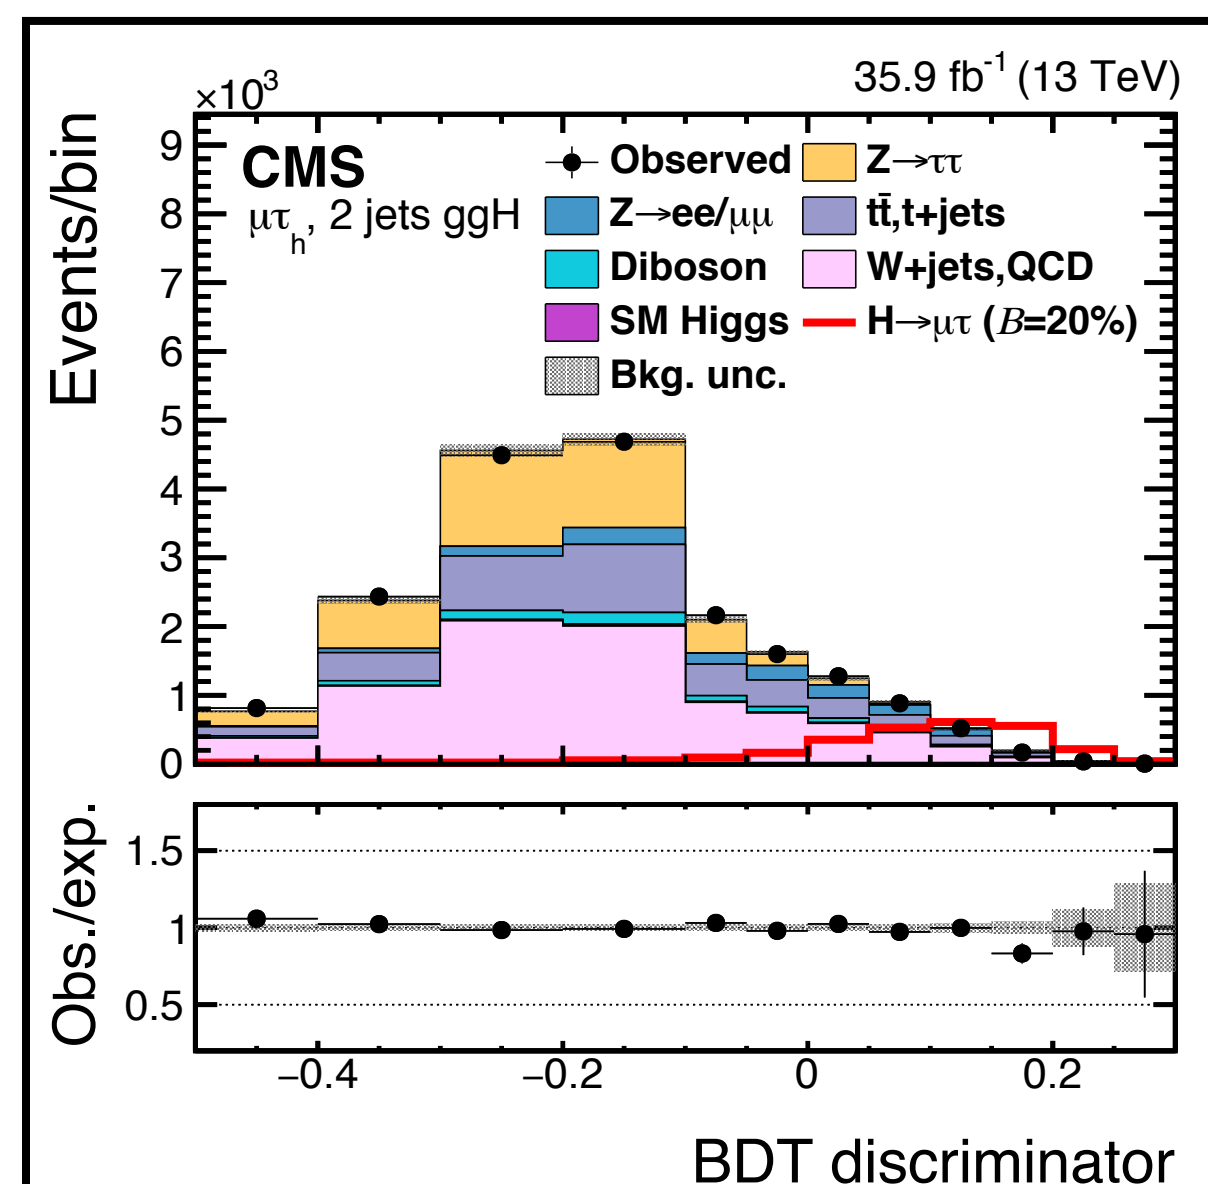 35.9 fb⁻¹ (13 TeV)
×10³
Events/bin
CMS
μτₕ, 2 jets ggH
Observed
Z→ττ
Z→ee/μμ
tt̄,t+jets
Diboson
W+jets,QCD
SM Higgs
H→μτ (B=20%)
Bkg. unc.
9
8
7
6
5
4
3
2
1
0
Obs./exp.
1.5
1
0.5
−0.4 −0.2 0 0.2
BDT discriminator